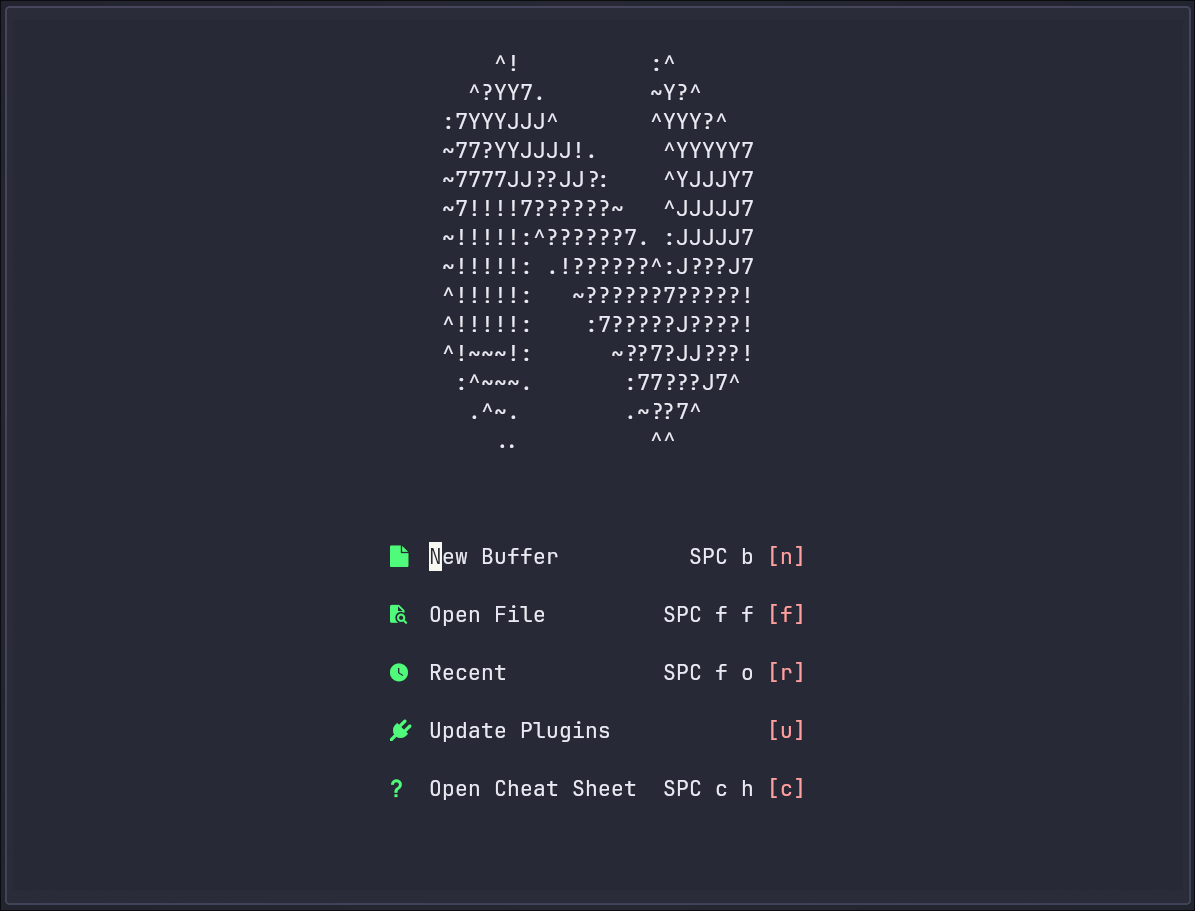 ^!          :^
  ^?YY7.        ~Y?^
:7YYYJJJ^       ^YYY?^
~77?YYJJJJ!.     ^YYYYY7
~7777JJ??JJ?:    ^YJJJY7
~7!!!!7??????~   ^JJJJJ7
~!!!!!:^??????7. :JJJJJ7
~!!!!!: .!??????^:J???J7
^!!!!!:   ~??????7?????!
^!!!!!:    :7?????J????!
^!~~~!:      ~??7?JJ???!
 :^~~~.       :77???J7^
  .^~.        .~??7^
    ..          ^^
New Buffer          SPC b [n]
Open File         SPC f f [f]
Recent            SPC f o [r]
Update Plugins            [u]
? Open Cheat Sheet  SPC c h [c]